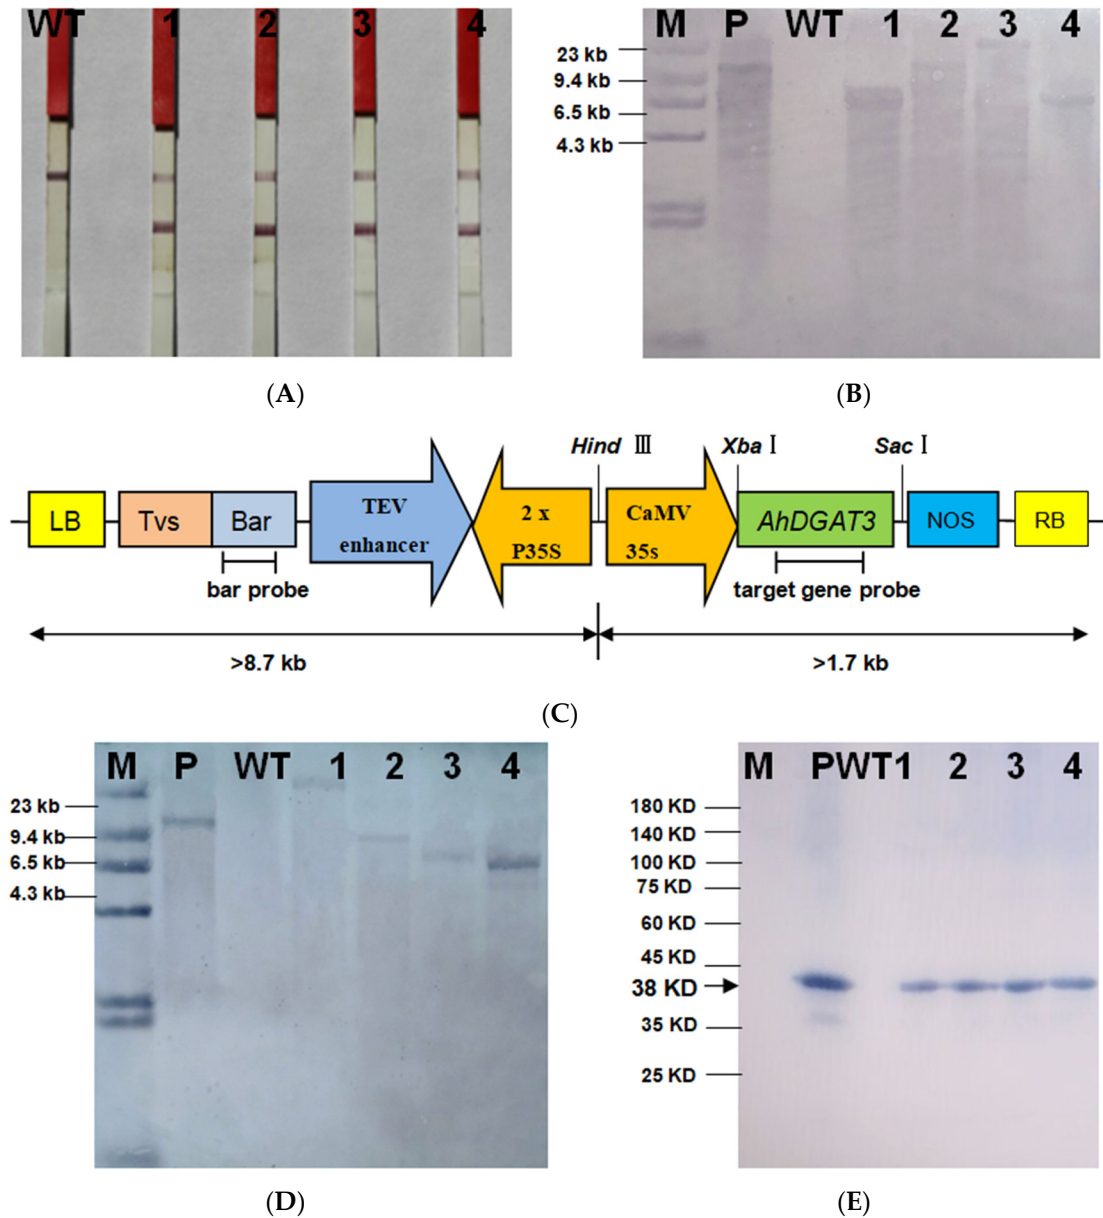 WT 1 2 3 4
M P WT 1 2 3 4
23 kb
9.4 kb
6.5 kb
4.3 kb
(A)
(B)
Hind Ⅲ Xba Ⅰ Sac Ⅰ
LB Tvs Bar TEV enhancer 2 x P35S CaMV 35s AhDGAT3 NOS RB
bar probe target gene probe
>8.7 kb >1.7 kb
(C)
M P WT 1 2 3 4
23 kb
9.4 kb
6.5 kb
4.3 kb
M P WT 1 2 3 4
180 KD
140 KD
100 KD
75 KD
60 KD
45 KD
38 KD
35 KD
25 KD
(D)
(E)